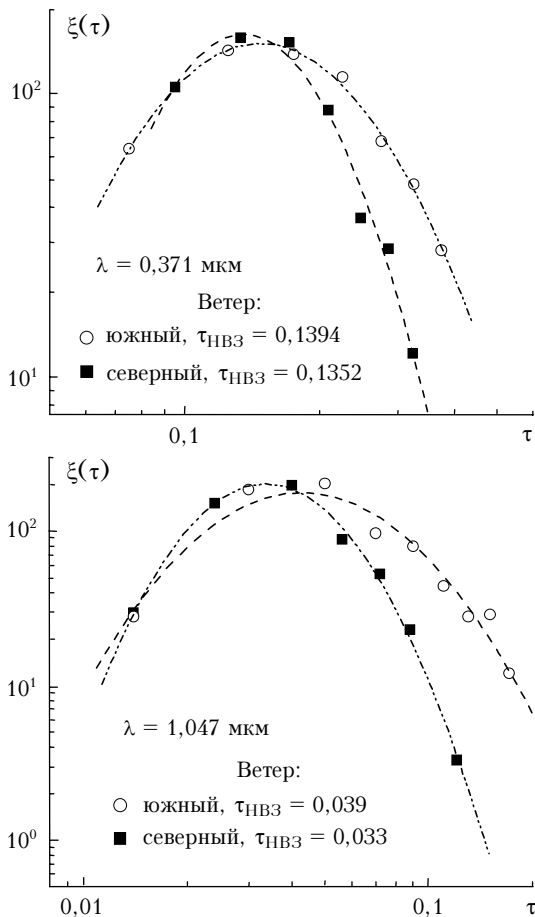 ξ(τ)
10²
λ = 0,371 мкм
Ветер:
южный, τНВЗ = 0,1394
северный, τНВЗ = 0,1352
10¹
0,1
τ
ξ(τ)
10²
10¹
λ = 1,047 мкм
Ветер:
южный, τНВЗ = 0,039
северный, τНВЗ = 0,033
10⁰
0,01
0,1
τ